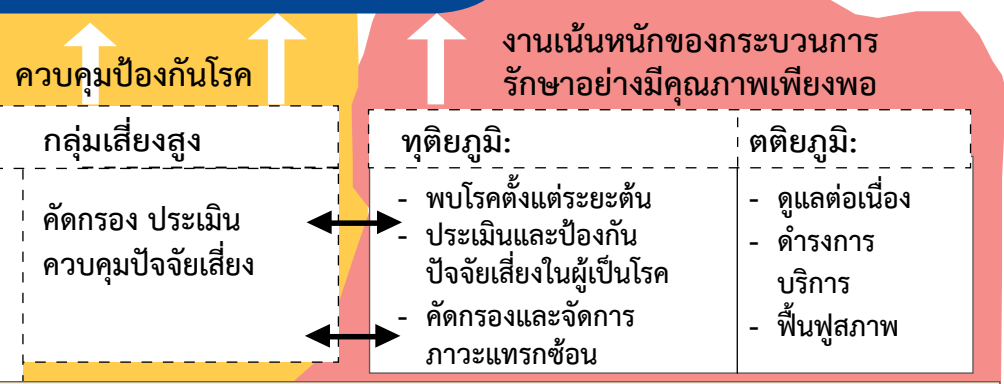 ควบคุมป้องกันโรค
งานเน้นหนักของกระบวนการ
รักษาอย่างมีคุณภาพเพียงพอ
กลุ่มเสี่ยงสูง
คัดกรอง ประเมิน
ควบคุมปัจจัยเสี่ยง
ทุติยภูมิ:
- พบโรคตั้งแต่ระยะต้น
- ประเมินและป้องกัน
ปัจจัยเสี่ยงในผู้เป็นโรค
- คัดกรองและจัดการ
ภาวะแทรกซ้อน
ตติยภูมิ:
- ดูแลต่อเนื่อง
- ดำรงการ
บริการ
- ฟื้นฟูสภาพ